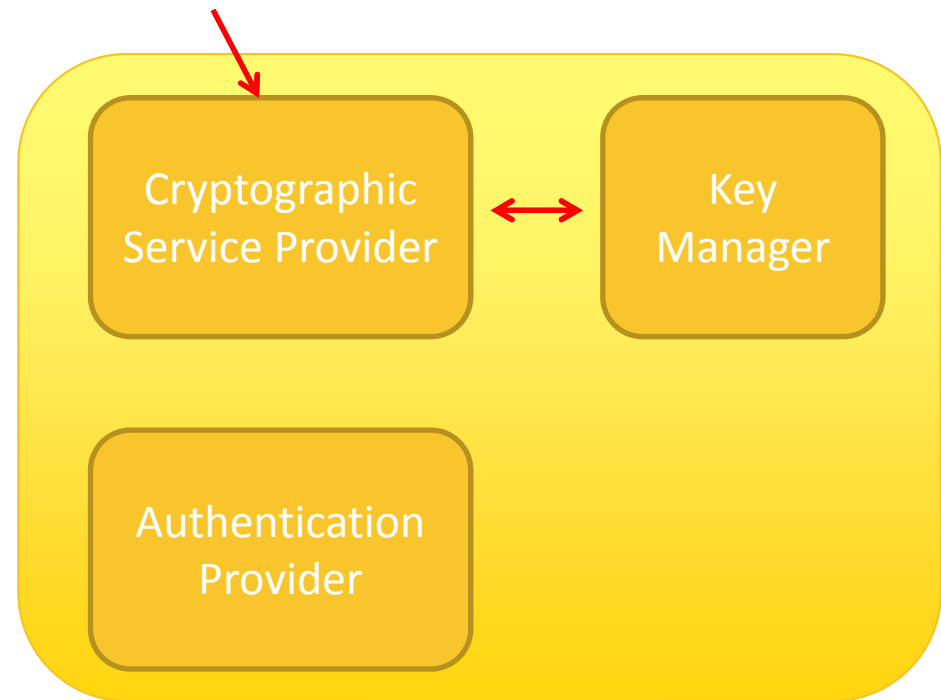 Cryptographic
Service Provider
Key
Manager
Authentication
Provider